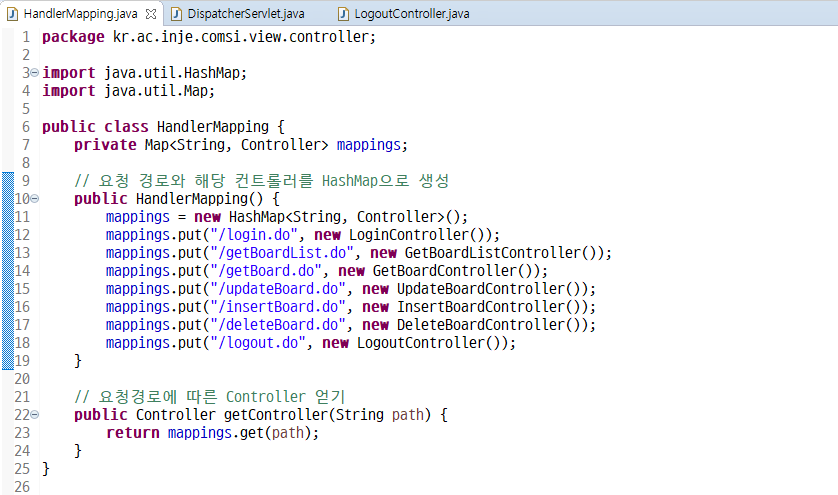 HandlerMapping.java DispatcherServlet.java LogoutController.java
1 package kr.ac.inje.comsi.view.controller;
2
3 import java.util.HashMap;
4 import java.util.Map;
5
6 public class HandlerMapping {
7 private Map<String, Controller> mappings;
8
9 // 요청 경로와 해당 컨트롤러를 HashMap으로 생성
10 public HandlerMapping() {
11 mappings = new HashMap<String, Controller>();
12 mappings.put("/login.do", new LoginController());
13 mappings.put("/getBoardList.do", new GetBoardListController());
14 mappings.put("/getBoard.do", new GetBoardController());
15 mappings.put("/updateBoard.do", new UpdateBoardController());
16 mappings.put("/insertBoard.do", new InsertBoardController());
17 mappings.put("/deleteBoard.do", new DeleteBoardController());
18 mappings.put("/logout.do", new LogoutController());
19 }
20
21 // 요청경로에 따른 Controller 얻기
22 public Controller getController(String path) {
23 return mappings.get(path);
24 }
25 }
26